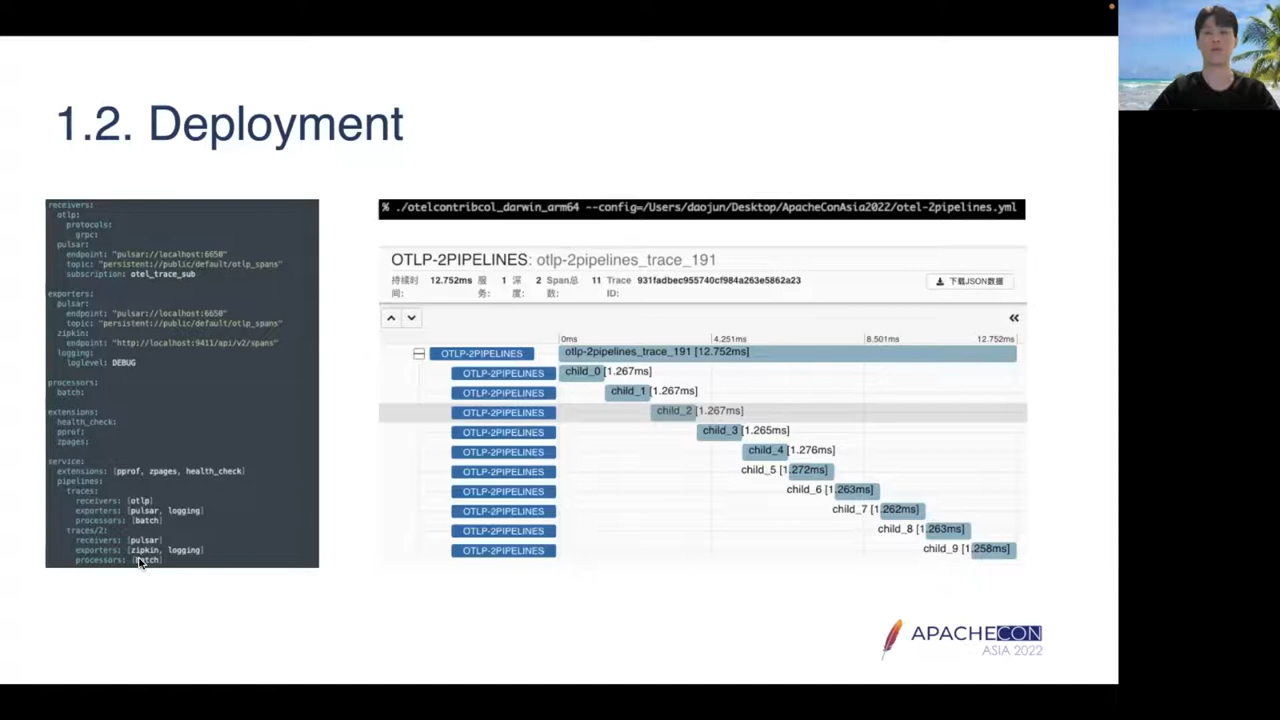 1.2. Deployment
receivers:
otlp:
protocols:
grpc:
pulsar:
endpoint: "pulsar://localhost:6650"
topic: "persistent://public/default/otlp_spans"
subscription: otel_trace_sub
exporters:
pulsar:
endpoint: "pulsar://localhost:6650"
topic: "persistent://public/default/otlp_spans"
zipkin:
endpoint: "http://localhost:9411/api/v2/spans"
logging:
loglevel: DEBUG
processors:
batch:
extensions:
health_check:
pprof:
zpages:
service:
extensions: [pprof, zpages, health_check]
pipelines:
traces:
receivers: [otlp]
exporters: [pulsar, logging]
processors: [batch]
traces/2:
receivers: [pulsar]
exporters: [zipkin, logging]
processors: [batch]
% ./otelcontribcol_darwin_arm64 --config=/Users/daojun/Desktop/ApacheConAsia2022/otel-2pipelines.yml
OTLP-2PIPELINES: otlp-2pipelines_trace_191
持续时间: 12.752ms 服务: 1 深度: 2 Span总数: 11 Trace ID: 931fadbec955740cf984a263e5862a23
下载JSON数据
0ms 4.251ms 8.501ms 12.752ms
OTLP-2PIPELINES otlp-2pipelines_trace_191 [12.752ms]
OTLP-2PIPELINES child_0 [1.267ms]
OTLP-2PIPELINES child_1 [1.267ms]
OTLP-2PIPELINES child_2 [1.267ms]
OTLP-2PIPELINES child_3 [1.265ms]
OTLP-2PIPELINES child_4 [1.276ms]
OTLP-2PIPELINES child_5 [1.272ms]
OTLP-2PIPELINES child_6 [1.263ms]
OTLP-2PIPELINES child_7 [1.262ms]
OTLP-2PIPELINES child_8 [1.263ms]
OTLP-2PIPELINES child_9 [1.258ms]
APACHECON
ASIA 2022